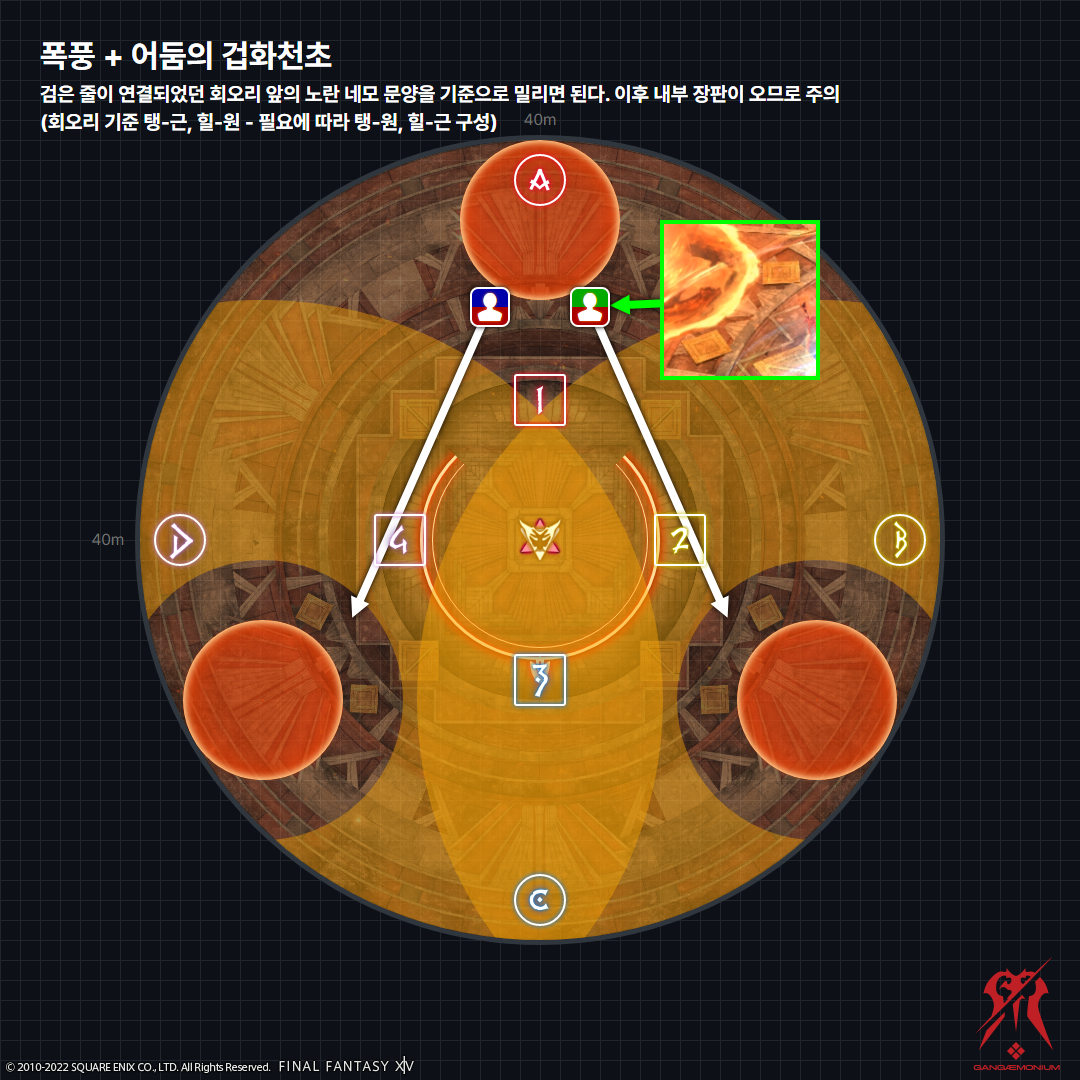 폭풍 + 어둠의 겁화천초
검은 줄이 연결되었던 회오리 앞의 노란 네모 문양을 기준으로 밀리면 된다. 이후 내부 장판이 오므로 주의
(회오리 기준 탱-근, 힐-원 - 필요에 따라 탱-원, 힐-근 구성)
40m
A
1
40m
D
4
2
B
3
C
GANGÆMONIUM
© 2010-2022 SQUARE ENIX CO., LTD. All Rights Reserved. FINAL FANTASY XIV